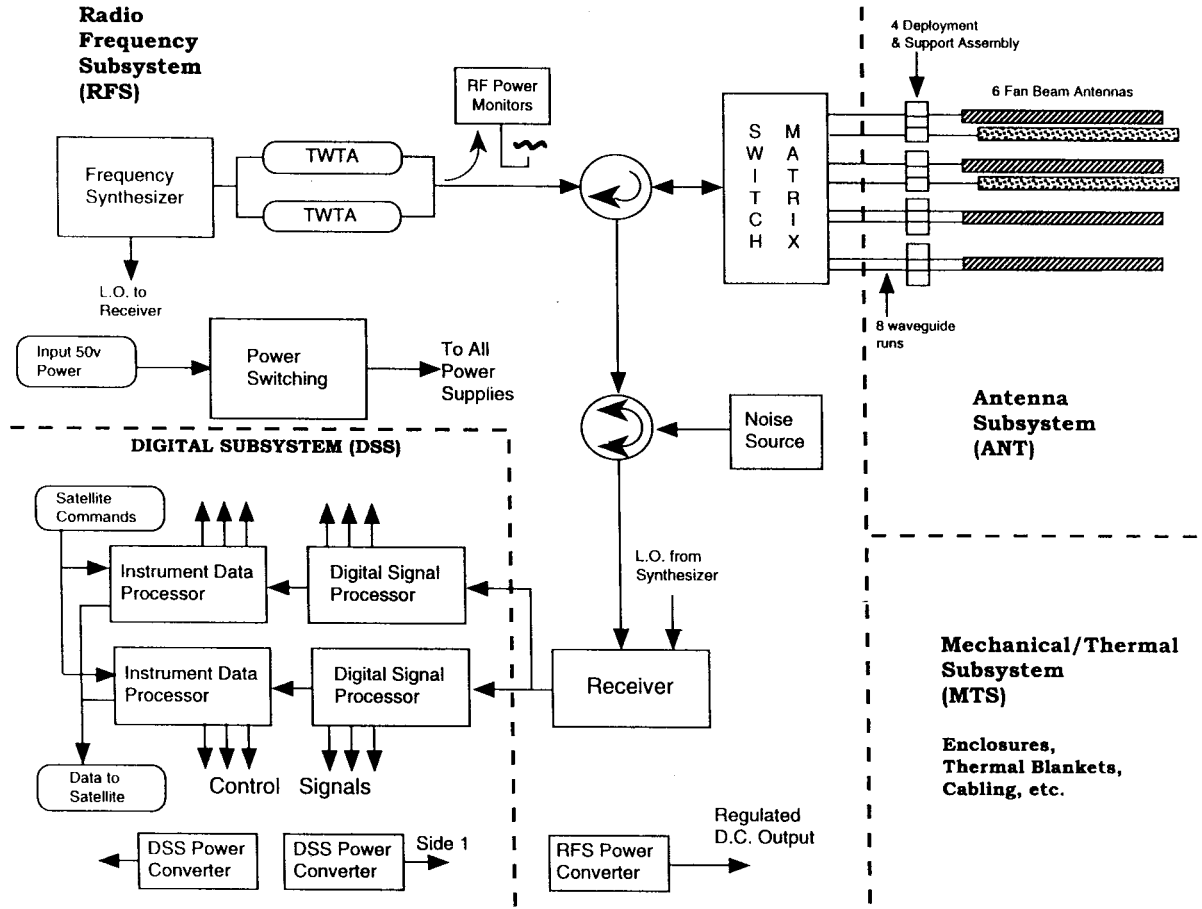 Radio
Frequency
Subsystem
(RFS)
4 Deployment
& Support Assembly
RF Power
Monitors
6 Fan Beam Antennas
SWITCH
MATRIX
TWTA
Frequency
Synthesizer
TWTA
L.O. to
Receiver
8 waveguide
runs
Input 50v
Power
Power
Switching
To All
Power
Supplies
Antenna
Subsystem
(ANT)
Noise
Source
DIGITAL SUBSYSTEM (DSS)
Satellite
Commands
L.O. from
Synthesizer
Instrument Data
Processor
Digital Signal
Processor
Mechanical/Thermal
Subsystem
(MTS)
Instrument Data
Processor
Digital Signal
Processor
Receiver
Enclosures,
Thermal Blankets,
Cabling, etc.
Data to
Satellite
Control Signals
Regulated
D.C. Output
DSS Power
Converter
DSS Power
Converter
Side 1
RFS Power
Converter